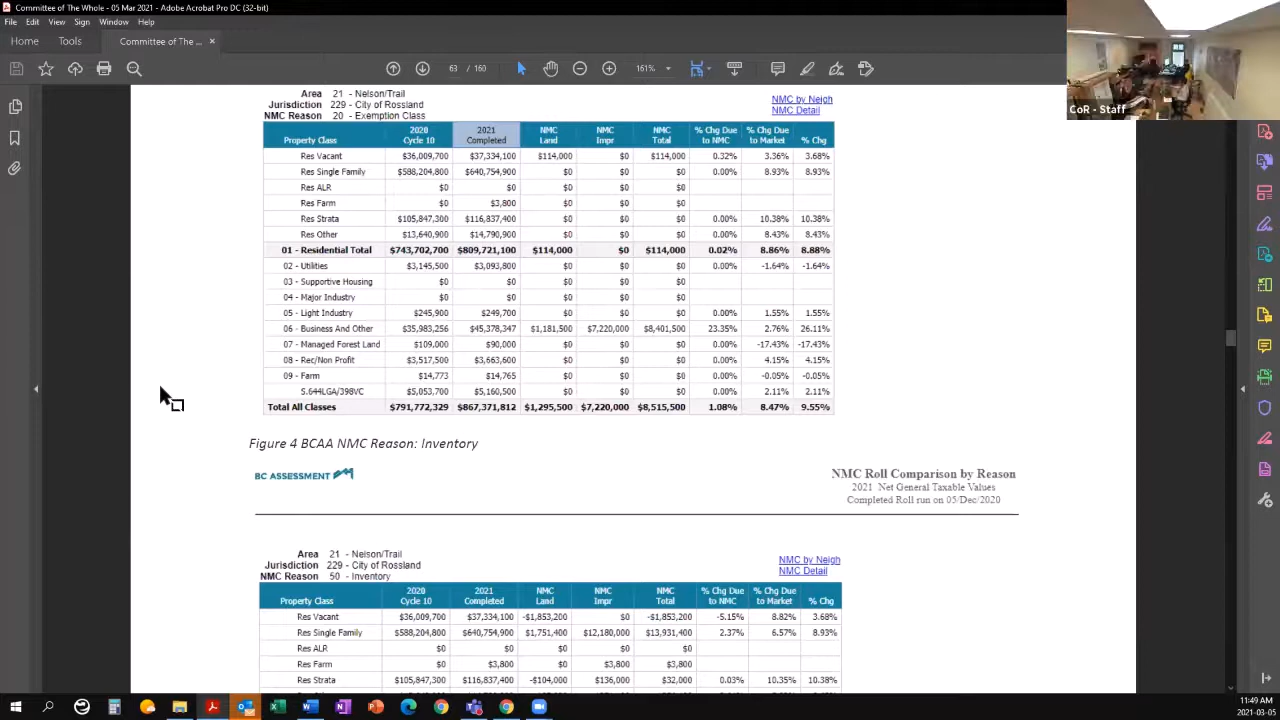 Committee of The Whole - 05 Mar 2021 - Adobe Acrobat Pro DC (32-bit)
File Edit View Sign Window Help
Home Tools Committee of The ... ×
63 / 160 161%
CoR - Staff
Area 21 - Nelson/Trail
Jurisdiction 229 - City of Rossland
NMC Reason 20 - Exemption Class
NMC by Neigh
NMC Detail
Property Class 2020 Cycle 10 2021 Completed NMC Land NMC Impr NMC Total % Chg Due to NMC % Chg Due to Market % Chg
Res Vacant $36,009,700 $37,334,100 $114,000 $0 $114,000 0.32% 3.36% 3.68%
Res Single Family $588,204,800 $640,754,900 $0 $0 $0 0.00% 8.93% 8.93%
Res ALR $0 $0 $0 $0 $0
Res Farm $0 $3,800 $0 $0 $0
Res Strata $105,847,300 $116,837,400 $0 $0 $0 0.00% 10.38% 10.38%
Res Other $13,640,900 $14,790,900 $0 $0 $0 0.00% 8.43% 8.43%
01 - Residential Total $743,702,700 $809,721,100 $114,000 $0 $114,000 0.02% 8.86% 8.88%
02 - Utilities $3,145,500 $3,093,800 $0 $0 $0 0.00% -1.64% -1.64%
03 - Supportive Housing $0 $0 $0 $0 $0
04 - Major Industry $0 $0 $0 $0 $0
05 - Light Industry $245,900 $249,700 $0 $0 $0 0.00% 1.55% 1.55%
06 - Business And Other $35,983,256 $45,378,347 $1,181,500 $7,220,000 $8,401,500 23.35% 2.76% 26.11%
07 - Managed Forest Land $109,000 $90,000 $0 $0 $0 0.00% -17.43% -17.43%
08 - Rec/Non Profit $3,517,500 $3,663,600 $0 $0 $0 0.00% 4.15% 4.15%
09 - Farm $14,773 $14,765 $0 $0 $0 0.00% -0.05% -0.05%
S.644LGA/398VC $5,053,700 $5,160,500 $0 $0 $0 0.00% 2.11% 2.11%
Total All Classes $791,772,329 $867,371,812 $1,295,500 $7,220,000 $8,515,500 1.08% 8.47% 9.55%
Figure 4 BCAA NMC Reason: Inventory
BC ASSESSMENT
NMC Roll Comparison by Reason
2021 Net General Taxable Values
Completed Roll run on 05/Dec/2020
Area 21 - Nelson/Trail
Jurisdiction 229 - City of Rossland
NMC Reason 50 - Inventory
NMC by Neigh
NMC Detail
Property Class 2020 Cycle 10 2021 Completed NMC Land NMC Impr NMC Total % Chg Due to NMC % Chg Due to Market % Chg
Res Vacant $36,009,700 $37,334,100 -$1,853,200 $0 -$1,853,200 -5.15% 8.82% 3.68%
Res Single Family $588,204,800 $640,754,900 $1,751,400 $12,180,000 $13,931,400 2.37% 6.57% 8.93%
Res ALR $0 $0 $0 $0 $0
Res Farm $0 $3,800 $0 $3,800 $3,800
Res Strata $105,847,300 $116,837,400 -$104,000 $136,000 $32,000 0.03% 10.35% 10.38%
11:49 AM
2021-03-05